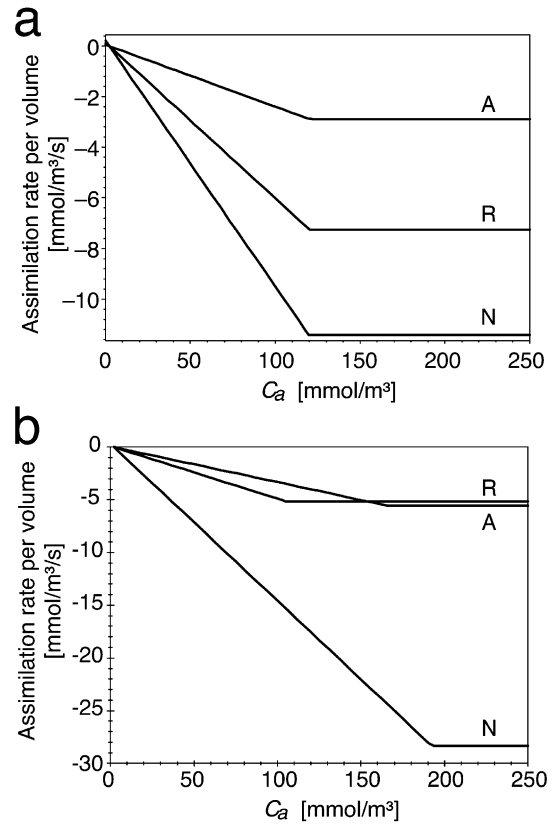 a
Assimilation rate per volume
[mmol/m³/s]
0
−2
−4
−6
−8
−10
A
R
N
0 50 100 150 200 250
Ca [mmol/m³]
b
Assimilation rate per volume
[mmol/m³/s]
0
-5
-10
-15
-20
-25
-30
R
A
N
0 50 100 150 200 250
Ca [mmol/m³]